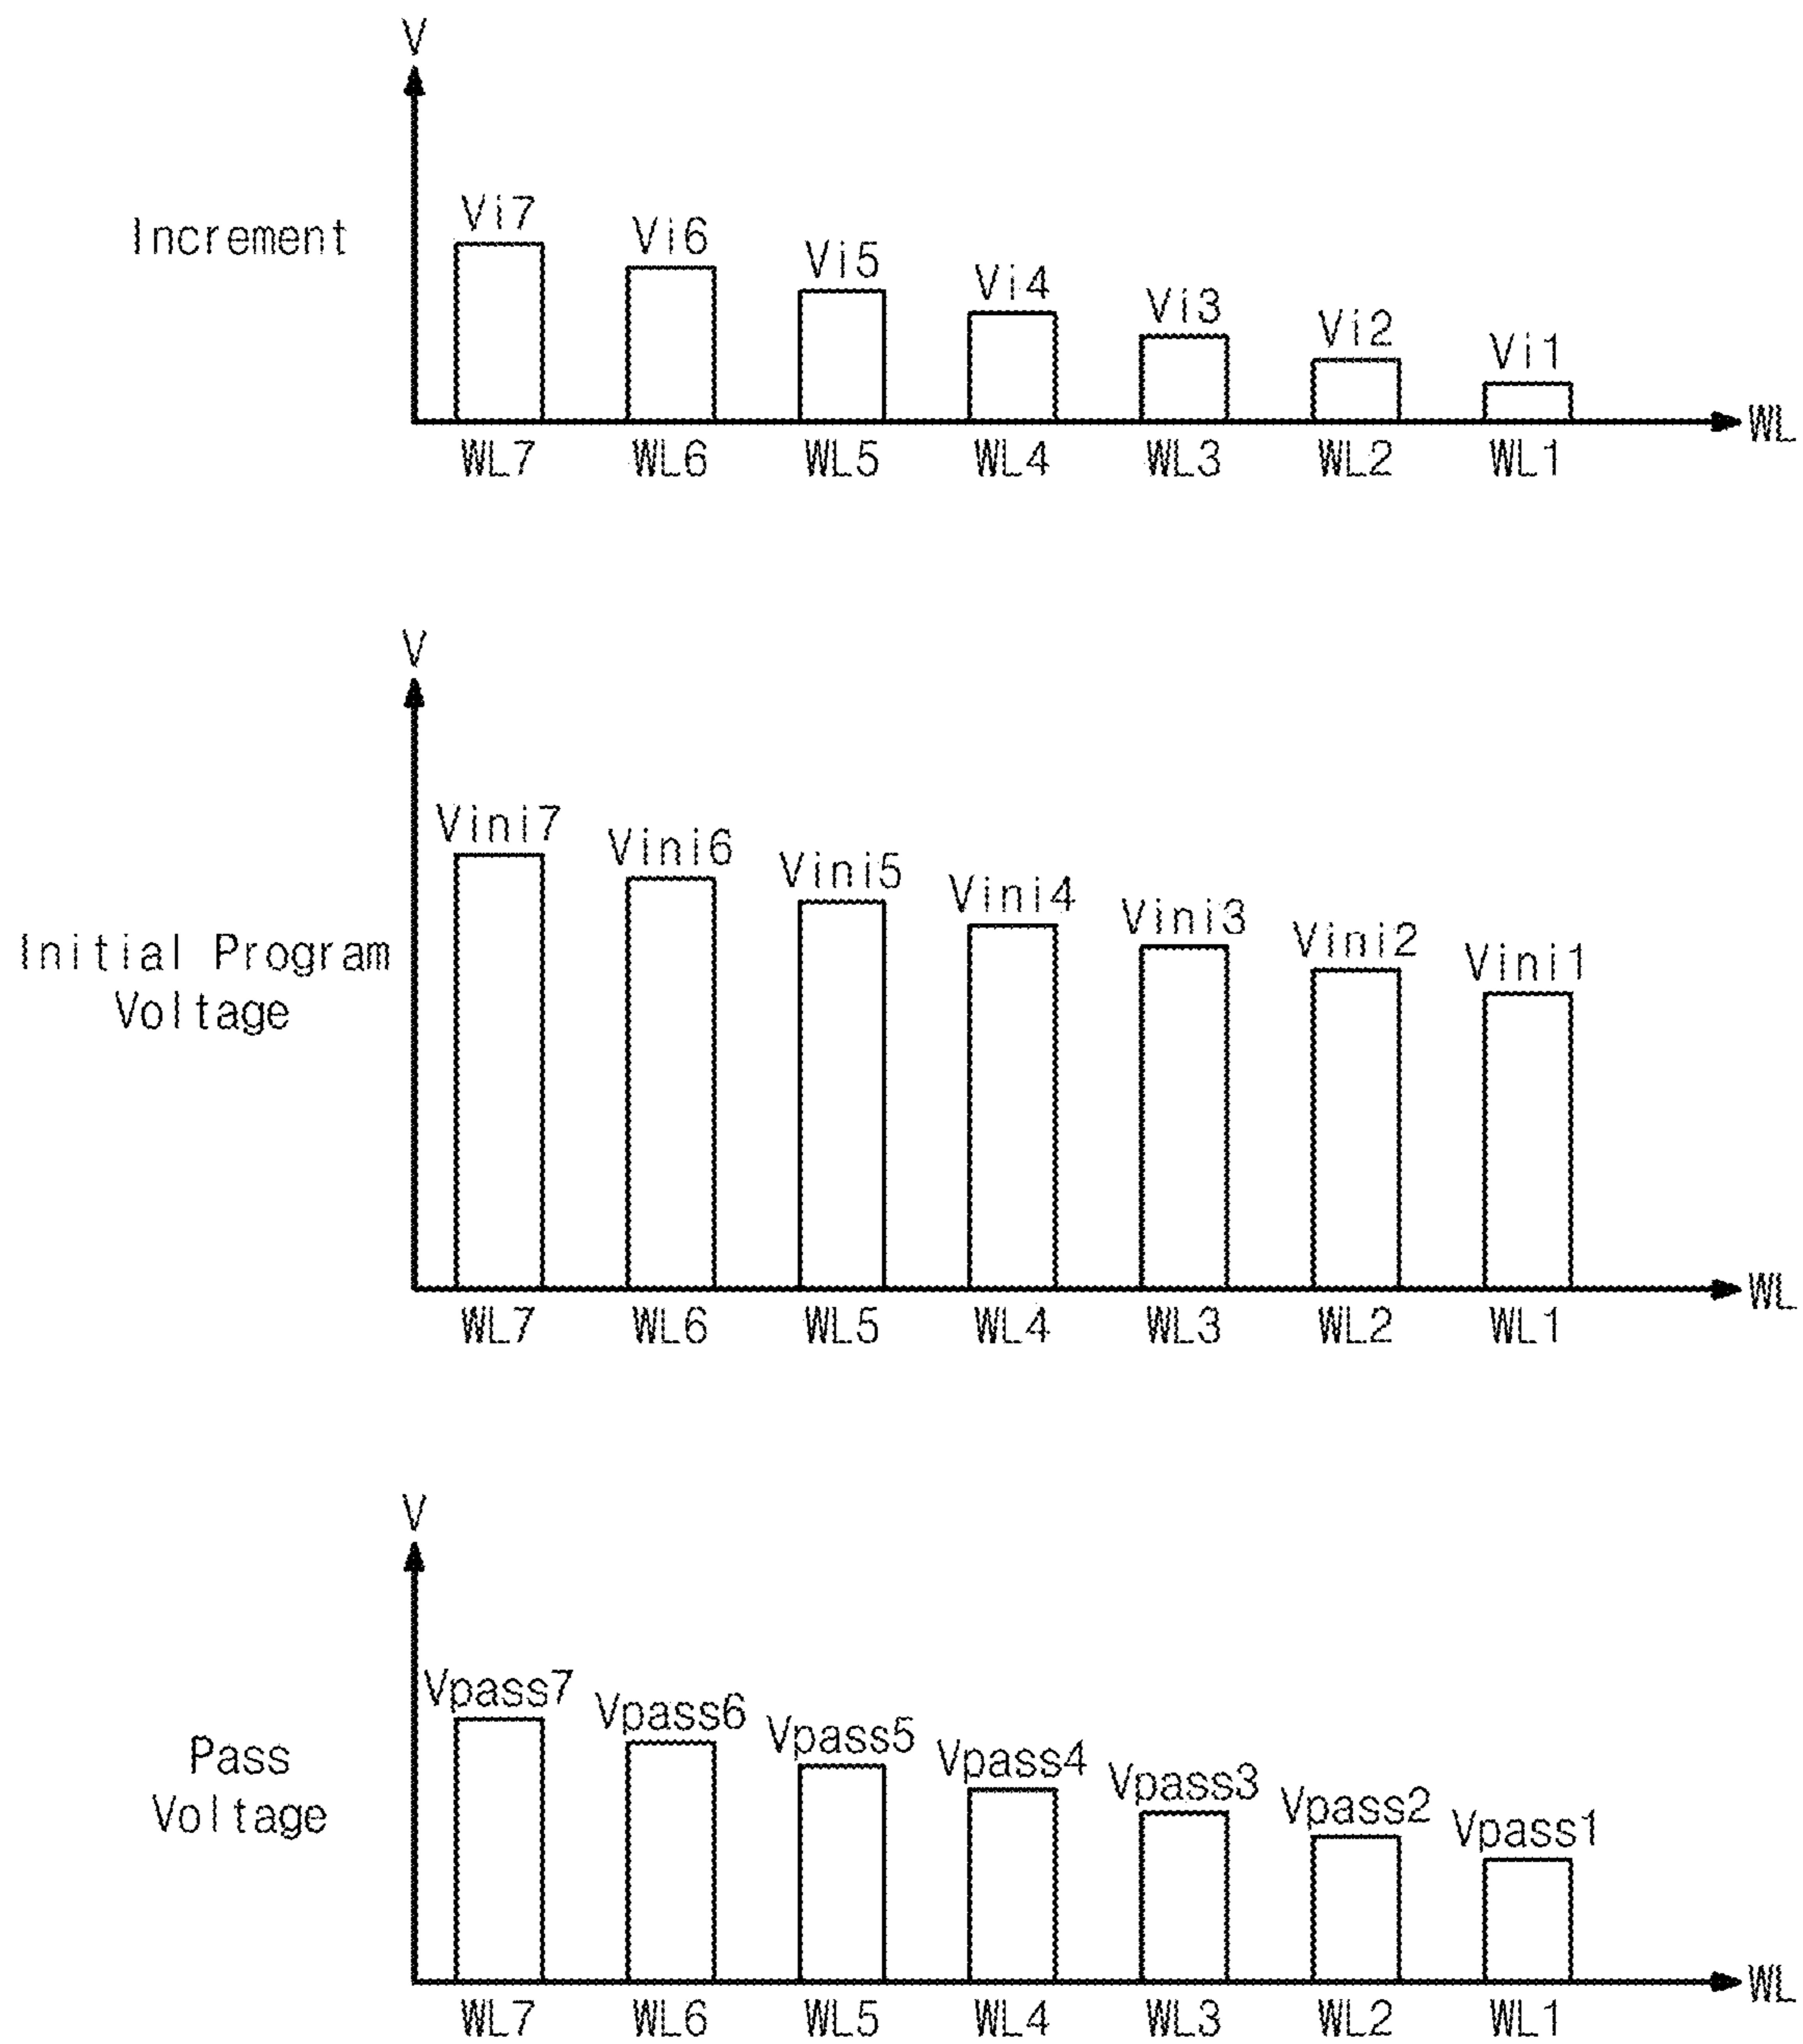 V
Vi7 Vi6 Vi5 Vi4 Vi3 Vi2 Vi1
Increment
WL
WL7 WL6 WL5 WL4 WL3 WL2 WL1
V
Vini7 Vini6 Vini5 Vini4 Vini3 Vini2 Vini1
Initial Program
Voltage
WL
WL7 WL6 WL5 WL4 WL3 WL2 WL1
V
Vpass7 Vpass6 Vpass5 Vpass4 Vpass3 Vpass2 Vpass1
Pass
Voltage
WL
WL7 WL6 WL5 WL4 WL3 WL2 WL1